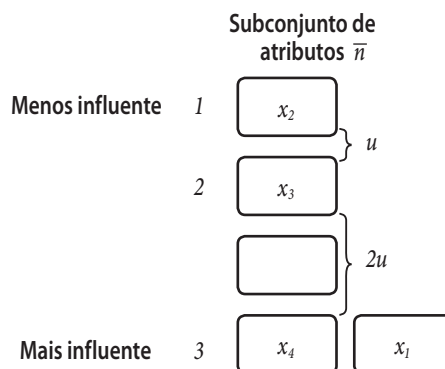 Subconjunto de
atributos n̅
Menos influente 1 x₂
u
2 x₃
2u
Mais influente 3 x₄ x₁